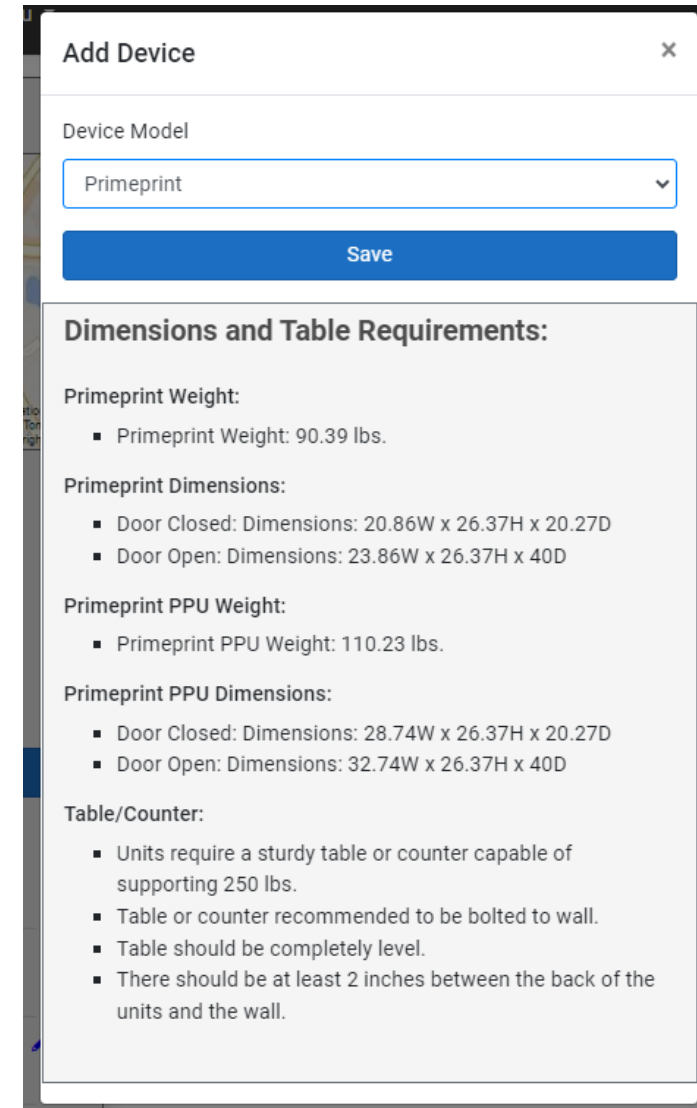 Add Device
×
Device Model
Primeprint
Save
Dimensions and Table Requirements:
Primeprint Weight:
▪ Primeprint Weight: 90.39 lbs.
Primeprint Dimensions:
▪ Door Closed: Dimensions: 20.86W x 26.37H x 20.27D
▪ Door Open: Dimensions: 23.86W x 26.37H x 40D
Primeprint PPU Weight:
▪ Primeprint PPU Weight: 110.23 lbs.
Primeprint PPU Dimensions:
▪ Door Closed: Dimensions: 28.74W x 26.37H x 20.27D
▪ Door Open: Dimensions: 32.74W x 26.37H x 40D
Table/Counter:
▪ Units require a sturdy table or counter capable of
supporting 250 lbs.
▪ Table or counter recommended to be bolted to wall.
▪ Table should be completely level.
▪ There should be at least 2 inches between the back of the
units and the wall.